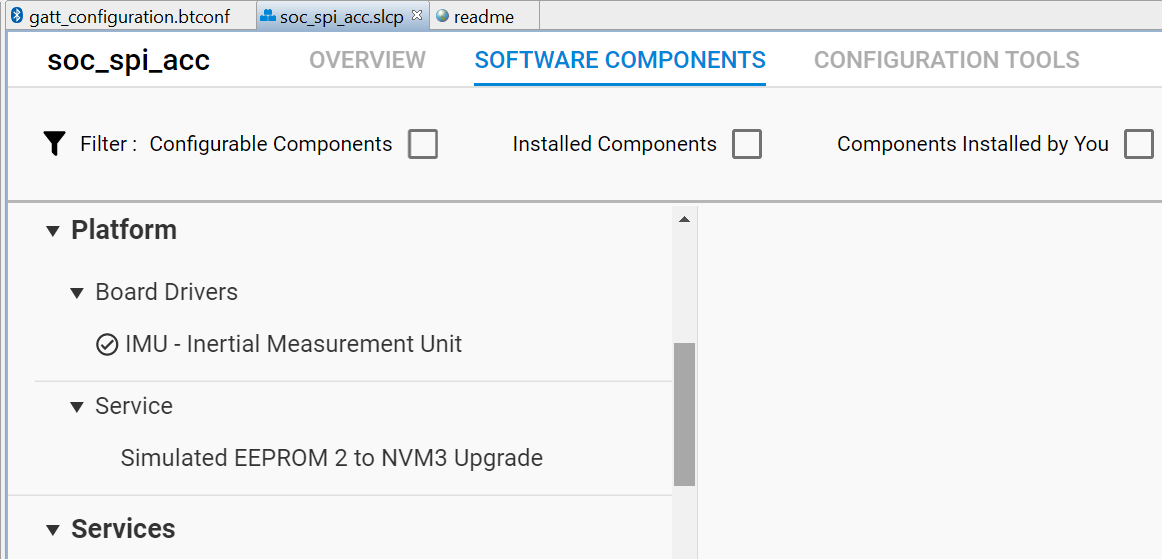 gatt_configuration.btconf soc_spi_acc.slcp readme
soc_spi_acc OVERVIEW SOFTWARE COMPONENTS CONFIGURATION TOOLS
Filter : Configurable Components Installed Components Components Installed by You
Platform
Board Drivers
IMU - Inertial Measurement Unit
Service
Simulated EEPROM 2 to NVM3 Upgrade
Services